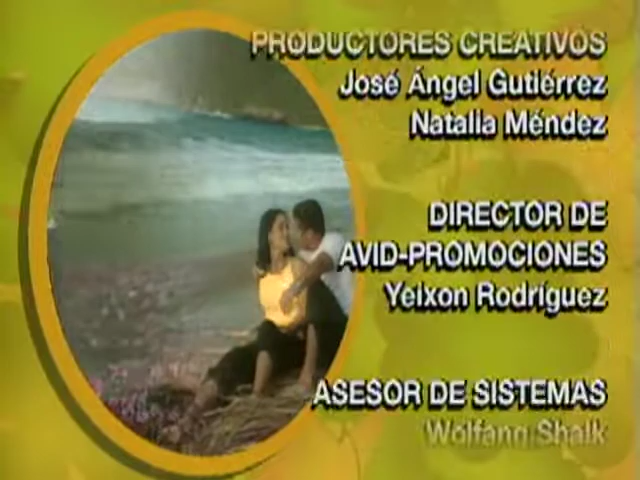 PRODUCTORES CREATIVOS
José Ángel Gutiérrez
Natalia Méndez
DIRECTOR DE
AVID-PROMOCIONES
Yeixon Rodríguez
ASESOR DE SISTEMAS
Wolfang Shalk